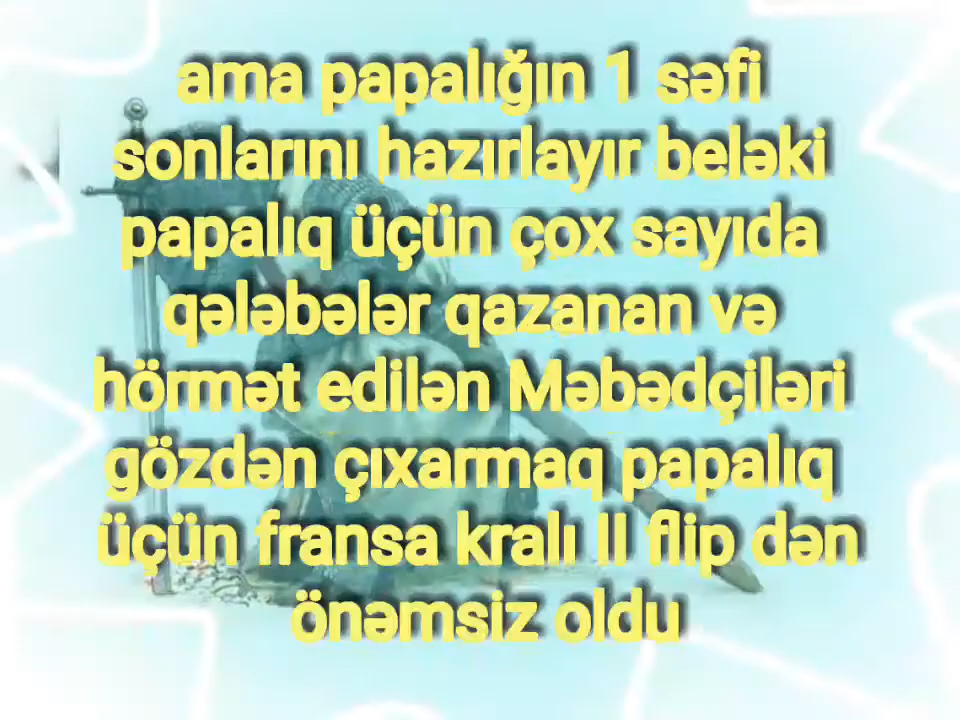 ama papalığın 1 səfi
sonlarını hazırlayır beləki
papalıq üçün çox sayıda
qələbələr qazanan və
hörmət edilən Məbədçiləri
gözdən çıxarmaq papalıq
üçün fransa kralı II flip dən
önəmsiz oldu